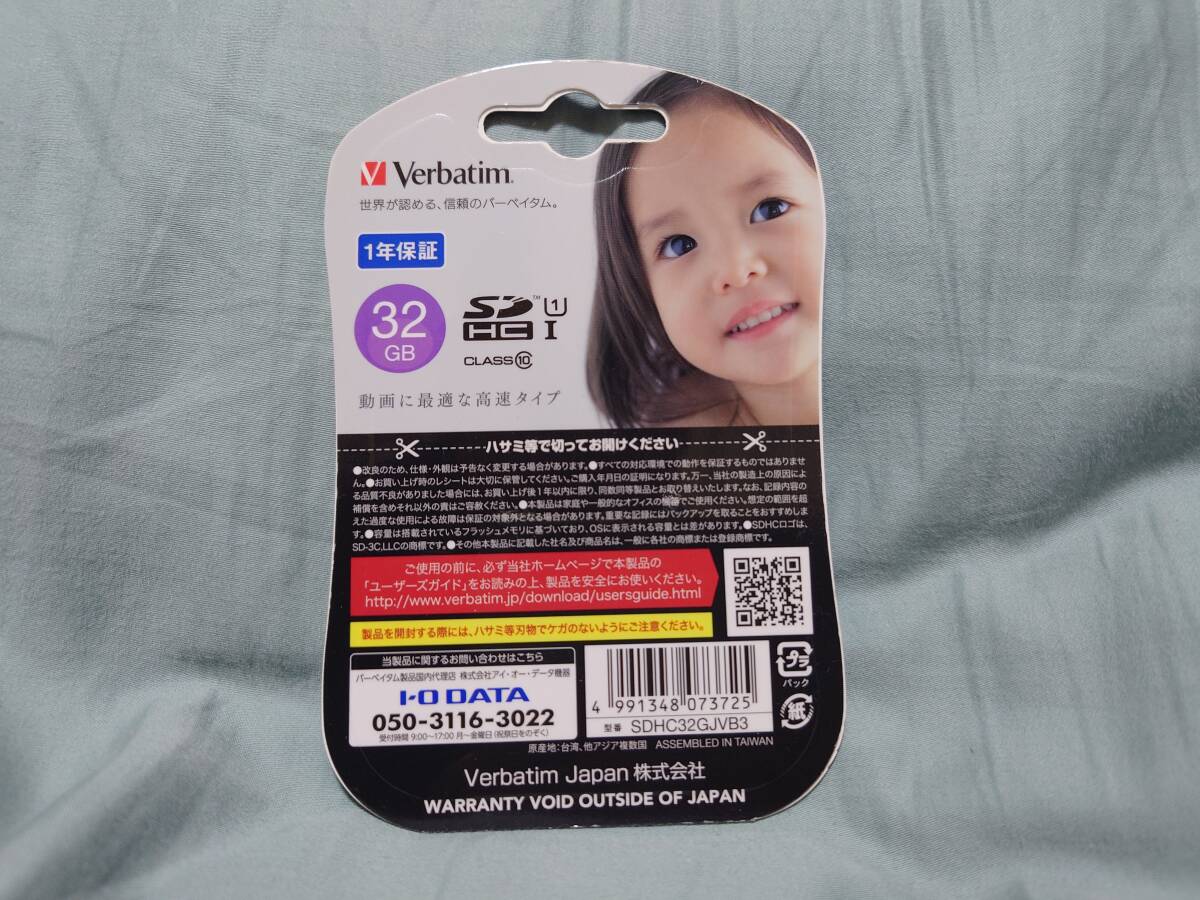 Verbatim.
世界が認める、信頼のバーベイタム。
1年保証
32
GB
SD™
HC I
1
CLASS 10
動画に最適な高速タイプ
ハサミ等で切ってお開けください
●改良のため、仕様・外観は予告なく変更する場合があります。●すべての対応環境での動作を保証するものではありませ
ん。●お買い上げ時のレシートは大切に保管してください。ご購入年月日の証明になります。万一、当社の製造上の原因によ
る品質不良がありました場合には、お買い上げ後1年以内に限り、同数同等製品とお取り替えいたします。なお、記録内容の
補償を含めそれ以外の責はご容赦ください。●本製品は家庭や一般的なオフィスの機器でご使用ください。想定の範囲を超
えた過度な使用による故障は保証の対象外となる場合があります。重要な記録にはバックアップを取ることをおすすめしま
す。●容量は搭載されているフラッシュメモリに基づいており、OSに表示される容量とは差があります。●SDHCロゴは、
SD-3C,LLCの商標です。●その他本製品に記載した社名及び商品名は、一般に各社の商標または登録商標です。
ご使用の前に、必ず当社ホームページで本製品の
「ユーザーズガイド」をお読みの上、製品を安全にお使いください。
http://www.verbatim.jp/download/usersguide.html
製品を開封する際には、ハサミ等刃物でケガのないようにご注意ください。
当製品に関するお問い合わせはこちら
バーベイタム製品国内代理店 株式会社アイ・オー・データ機器
I-O DATA
050-3116-3022
受付時間 9:00～17:00 月～金曜日(祝祭日をのぞく)
4 991348 073725
型番 SDHC32GJVB3
プラ
パック
紙
原産地：台湾、他アジア複数国 ASSEMBLED IN TAIWAN
Verbatim Japan 株式会社
WARRANTY VOID OUTSIDE OF JAPAN